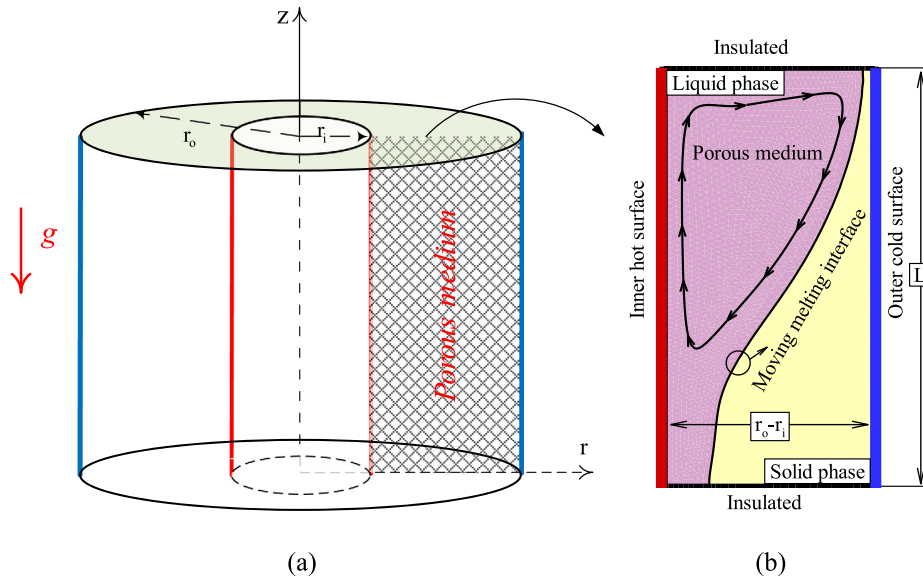 z
r_o
r_i
g
Porous medium
r
(a)
Insulated
Liquid phase
Porous medium
Inner hot surface
Moving melting interface
Outer cold surface
L
r_o-r_i
Solid phase
Insulated
(b)